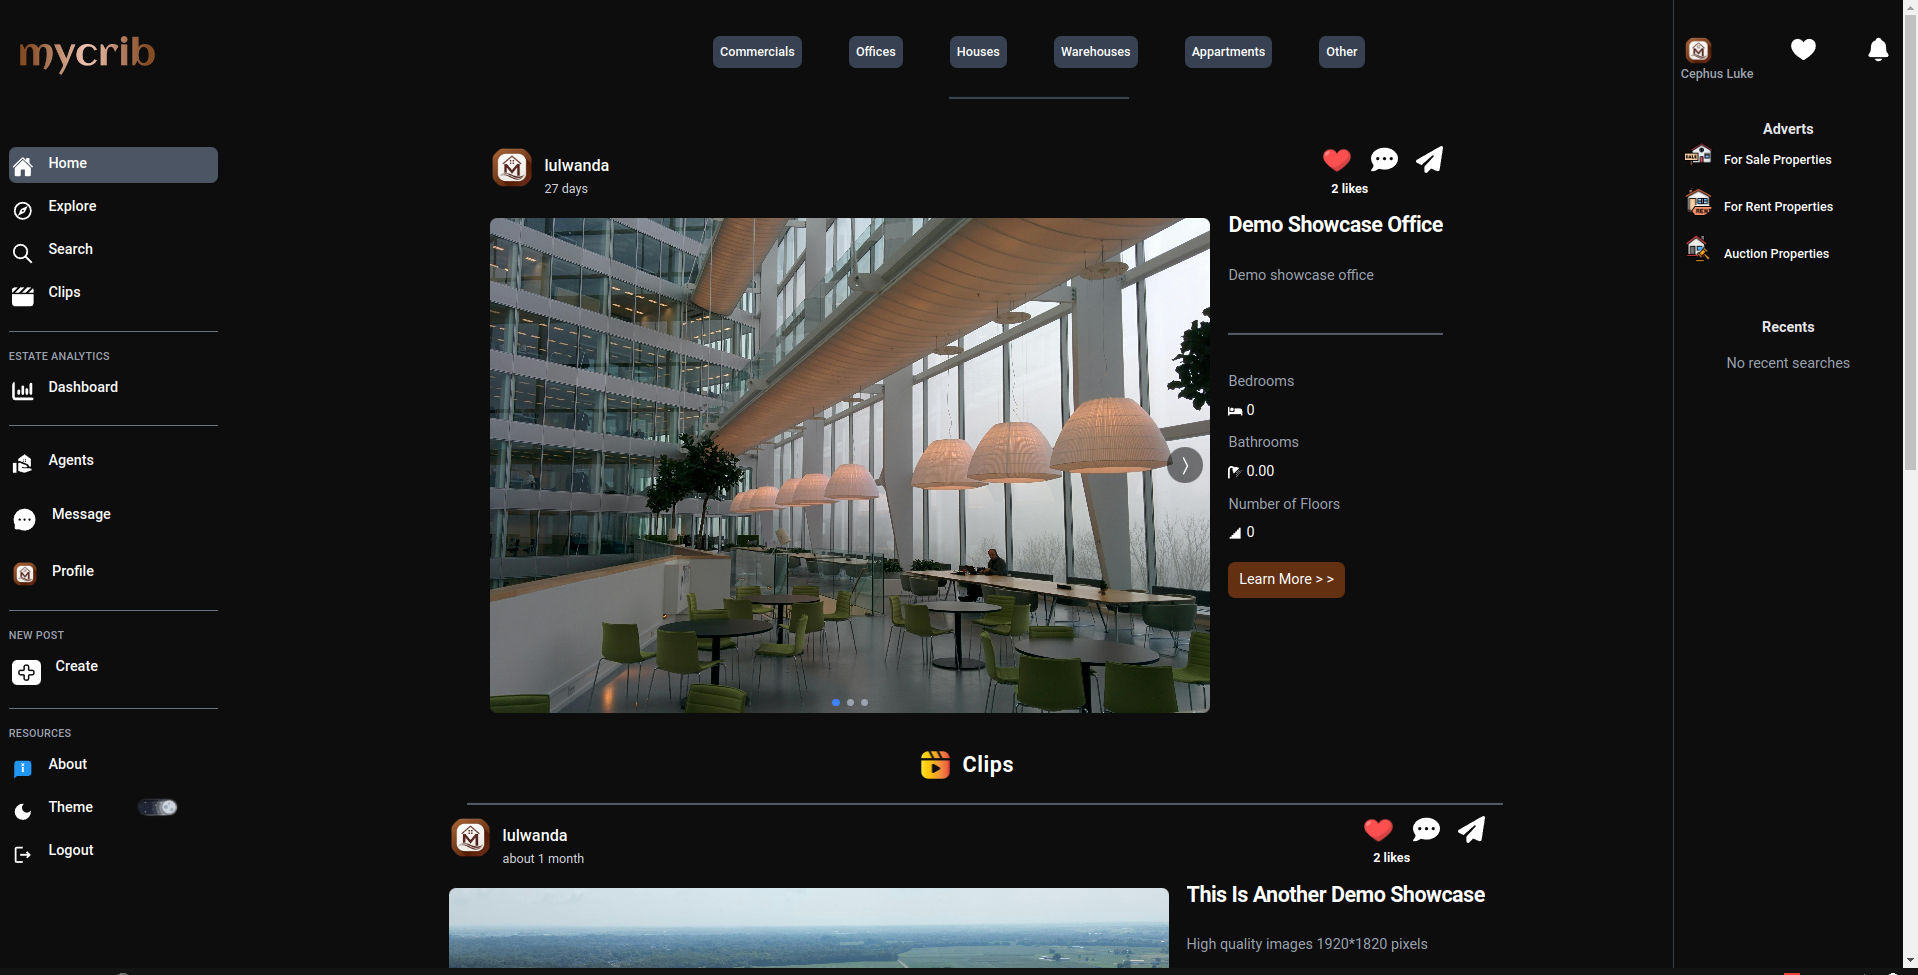 mycrib
Commercials
Offices
Houses
Warehouses
Appartments
Other
Cephus Luke
Home
Explore
Search
Clips
ESTATE ANALYTICS
Dashboard
Agents
Message
Profile
NEW POST
Create
RESOURCES
About
Theme
Logout
lulwanda
27 days
2 likes
Demo Showcase Office
Demo showcase office
Bedrooms
0
Bathrooms
0.00
Number of Floors
0
Learn More > >
Clips
lulwanda
about 1 month
2 likes
This Is Another Demo Showcase
High quality images 1920*1820 pixels
Adverts
For Sale Properties
For Rent Properties
Auction Properties
Recents
No recent searches